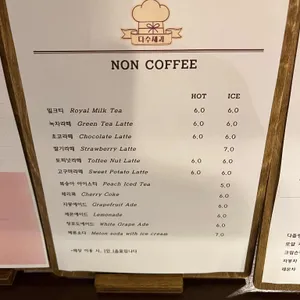 디수세리
NON COFFEE
HOT ICE
밀크티 Royal Milk Tea 6.0 6.0
녹차라떼 Green Tea Latte 6.0 6.0
초코라떼 Chocolate Latte 6.0 6.0
딸기라떼 Strawberry Latte 7.0
토피넛라떼 Toffee Nut Latte 6.0 6.0
고구마라떼 Sweet Potato Latte 6.0 6.0
복숭아 아이스티 Peach Iced Tea 5.0
체리콕 Cherry Coke 6.0
자몽에이드 Grapefruit Ade 6.0
레몬에이드 Lemonade 6.0
청포도에이드 White Grape Ade 6.0
메론소다 Melon soda with ice cream 7.0